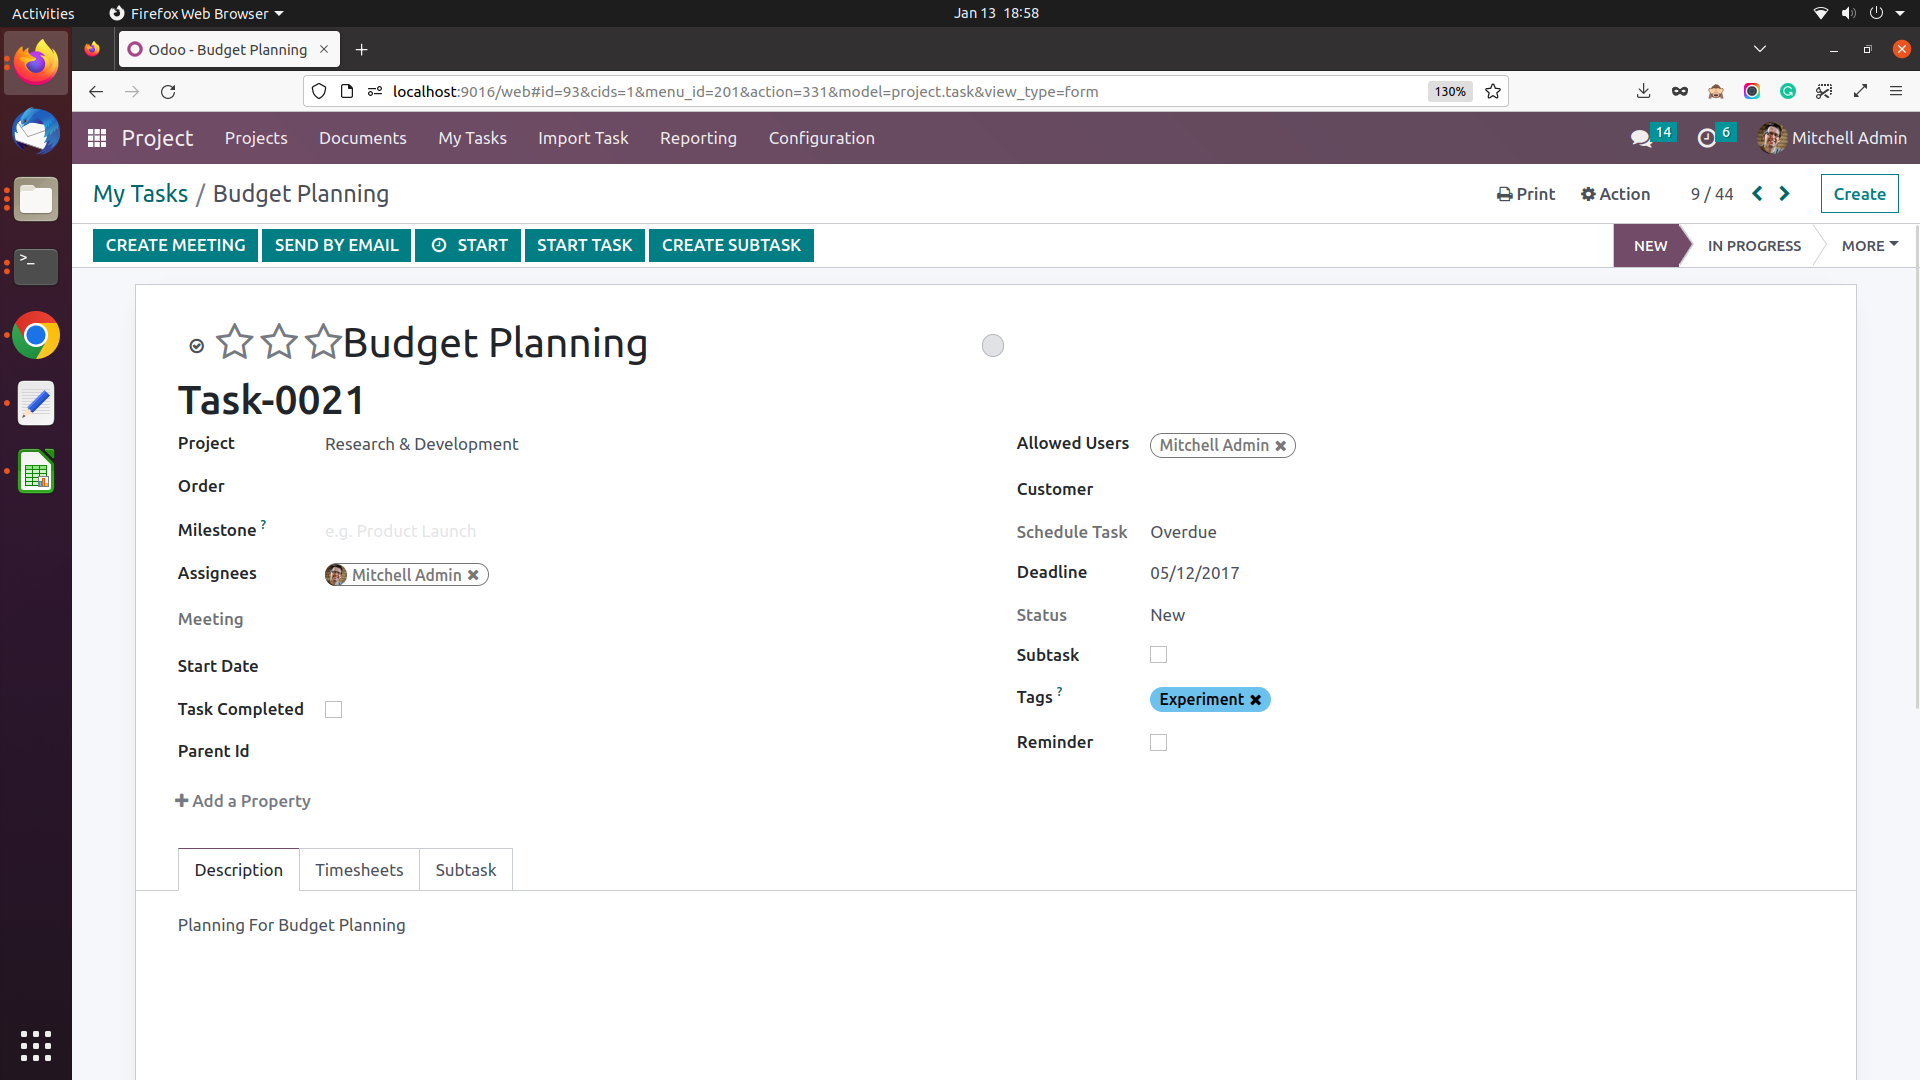 Activities Firefox Web Browser Jan 13 18:58
Odoo - Budget Planning
localhost:9016/web#id=93&cids=1&menu_id=201&action=331&model=project.task&view_type=form 130%
Project Projects Documents My Tasks Import Task Reporting Configuration 14 6 Mitchell Admin
My Tasks / Budget Planning Print Action 9 / 44 Create
CREATE MEETING SEND BY EMAIL START START TASK CREATE SUBTASK NEW IN PROGRESS MORE
Budget Planning
Task-0021
Project Research & Development
Order
Milestone ? e.g. Product Launch
Assignees Mitchell Admin
Meeting
Start Date
Task Completed
Parent Id
Allowed Users Mitchell Admin
Customer
Schedule Task Overdue
Deadline 05/12/2017
Status New
Subtask
Tags ? Experiment
Reminder
Add a Property
Description Timesheets Subtask
Planning For Budget Planning